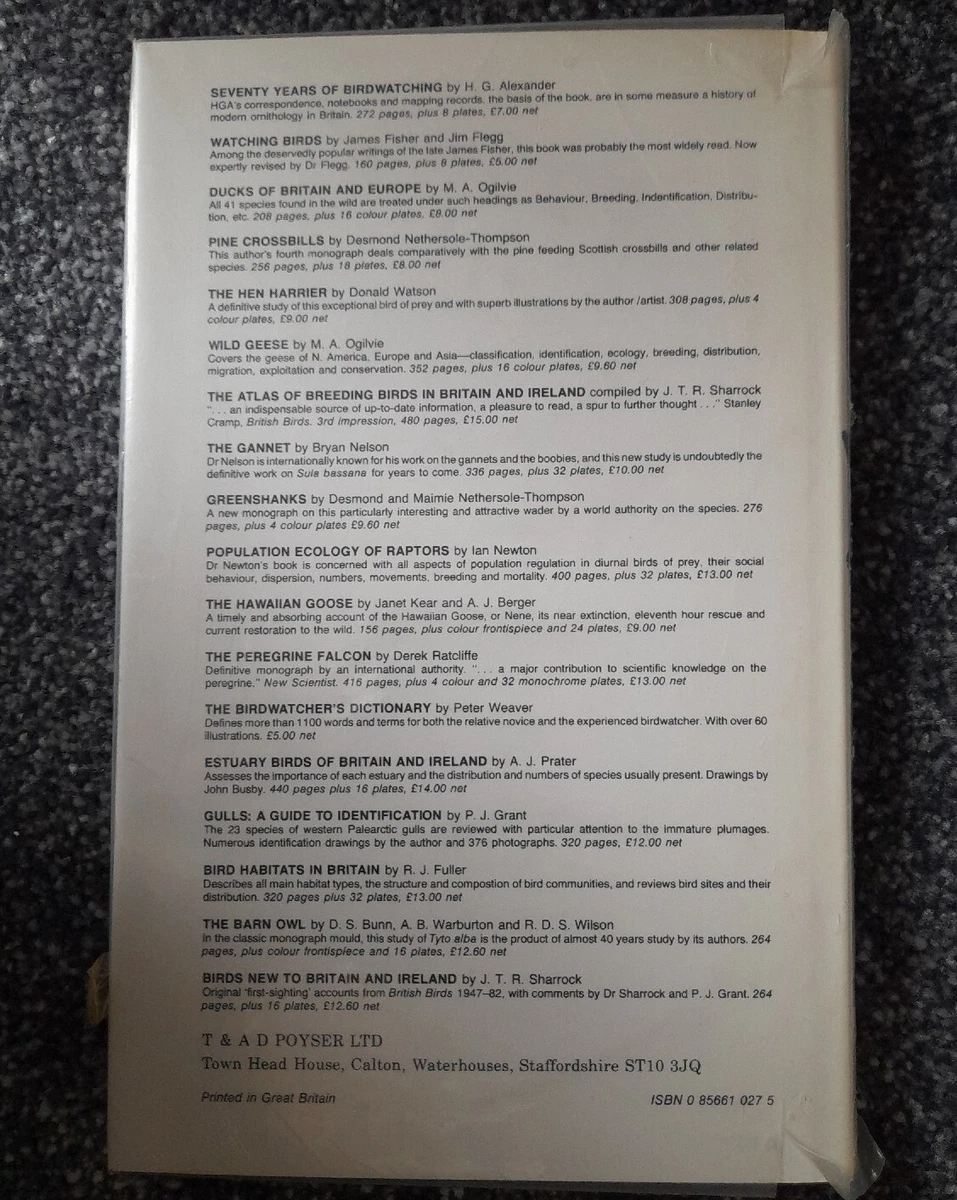 SEVENTY YEARS OF BIRDWATCHING by H. G. Alexander
HGA's correspondence, notebooks and mapping records, the basis of the book, are in some measure a history of
modern ornithology in Britain. 272 pages, plus 8 plates, £7.00 net
WATCHING BIRDS by James Fisher and Jim Flegg
Among the deservedly popular writings of the late James Fisher, this book was probably the most widely read. Now
expertly revised by Dr Flegg. 160 pages, plus 8 plates, £5.00 net
DUCKS OF BRITAIN AND EUROPE by M. A. Ogilvie
All 41 species found in the wild are treated under such headings as Behaviour, Breeding, Indentification, Distribu-
tion, etc. 208 pages, plus 16 colour plates, £8.00 net
PINE CROSSBILLS by Desmond Nethersole-Thompson
This author's fourth monograph deals comparatively with the pine feeding Scottish crossbills and other related
species. 256 pages, plus 18 plates, £8.00 net
THE HEN HARRIER by Donald Watson
A definitive study of this exceptional bird of prey and with superb illustrations by the author /artist. 308 pages, plus 4
colour plates, £9.00 net
WILD GEESE by M. A. Ogilvie
Covers the geese of N. America, Europe and Asia—classification, identification, ecology, breeding, distribution,
migration, exploitation and conservation. 352 pages, plus 16 colour plates, £9.60 net
THE ATLAS OF BREEDING BIRDS IN BRITAIN AND IRELAND compiled by J. T. R. Sharrock
". . . an indispensable source of up-to-date information, a pleasure to read, a spur to further thought . . ." Stanley
Cramp, British Birds. 3rd impression, 480 pages, £15.00 net
THE GANNET by Bryan Nelson
Dr Nelson is internationally known for his work on the gannets and the boobies, and this new study is undoubtedly the
definitive work on Sula bassana for years to come. 336 pages, plus 32 plates, £10.00 net
GREENSHANKS by Desmond and Maimie Nethersole-Thompson
A new monograph on this particularly interesting and attractive wader by a world authority on the species. 276
pages, plus 4 colour plates £9.60 net
POPULATION ECOLOGY OF RAPTORS by Ian Newton
Dr Newton's book is concerned with all aspects of population regulation in diurnal birds of prey, their social
behaviour, dispersion, numbers, movements, breeding and mortality. 400 pages, plus 32 plates, £13.00 net
THE HAWAIIAN GOOSE by Janet Kear and A. J. Berger
A timely and absorbing account of the Hawaiian Goose, or Nene, its near extinction, eleventh hour rescue and
current restoration to the wild. 156 pages, plus colour frontispiece and 24 plates, £9.00 net
THE PEREGRINE FALCON by Derek Ratcliffe
Definitive monograph by an international authority. ". . . a major contribution to scientific knowledge on the
peregrine." New Scientist. 416 pages, plus 4 colour and 32 monochrome plates, £13.00 net
THE BIRDWATCHER'S DICTIONARY by Peter Weaver
Defines more than 1100 words and terms for both the relative novice and the experienced birdwatcher. With over 60
illustrations. £5.00 net
ESTUARY BIRDS OF BRITAIN AND IRELAND by A. J. Prater
Assesses the importance of each estuary and the distribution and numbers of species usually present. Drawings by
John Busby. 440 pages plus 16 plates, £14.00 net
GULLS: A GUIDE TO IDENTIFICATION by P. J. Grant
The 23 species of western Palearctic gulls are reviewed with particular attention to the immature plumages.
Numerous identification drawings by the author and 376 photographs. 320 pages, £12.00 net
BIRD HABITATS IN BRITAIN by R. J. Fuller
Describes all main habitat types, the structure and compostion of bird communities, and reviews bird sites and their
distribution. 320 pages plus 32 plates, £13.00 net
THE BARN OWL by D. S. Bunn, A. B. Warburton and R. D. S. Wilson
In the classic monograph mould, this study of Tyto alba is the product of almost 40 years study by its authors. 264
pages, plus colour frontispiece and 16 plates, £12.60 net
BIRDS NEW TO BRITAIN AND IRELAND by J. T. R. Sharrock
Original 'first-sighting' accounts from British Birds 1947–82, with comments by Dr Sharrock and P. J. Grant. 264
pages, plus 16 plates, £12.60 net
T & A D POYSER LTD
Town Head House, Calton, Waterhouses, Staffordshire ST10 3JQ
Printed in Great Britain
ISBN 0 85661 027 5